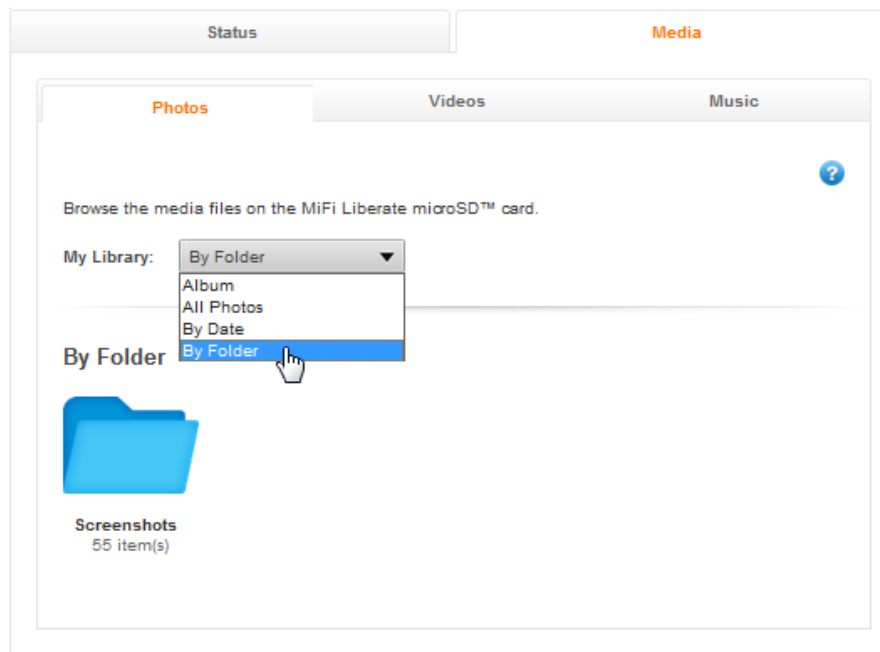 Status
Media
Photos
Videos
Music
?
Browse the media files on the MiFi Liberate microSD™ card.
My Library:
By Folder
Album
All Photos
By Date
By Folder
By Folder
Screenshots
55 item(s)